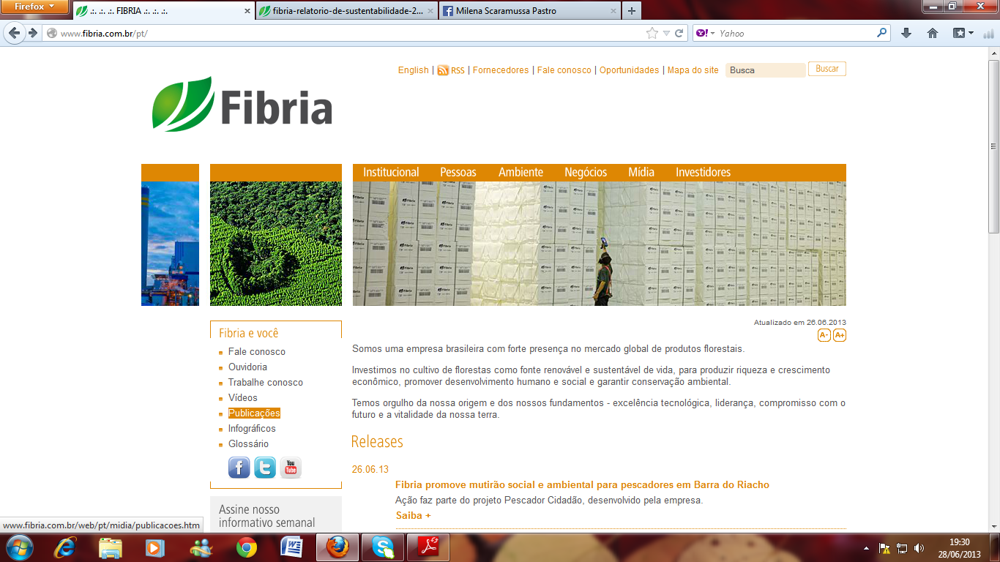 Firefox
.:. .:. .:. FIBRIA .:. .:. .:.
fibria-relatorio-de-sustentabilidade-2...
Milena Scaramussa Pastro
www.fibria.com.br/pt/
Yahoo
English | RSS | Fornecedores | Fale conosco | Oportunidades | Mapa do site
Busca
Buscar
Fibria
Institucional Pessoas Ambiente Negócios Mídia Investidores
Atualizado em 26.06.2013
A- A+
Fibria e você
Fale conosco
Ouvidoria
Trabalhe conosco
Vídeos
Publicações
Infográficos
Glossário
You Tube
Assine nosso
informativo semanal
Somos uma empresa brasileira com forte presença no mercado global de produtos florestais.
Investimos no cultivo de florestas como fonte renovável e sustentável de vida, para produzir riqueza e crescimento
econômico, promover desenvolvimento humano e social e garantir conservação ambiental.
Temos orgulho da nossa origem e dos nossos fundamentos - excelência tecnológica, liderança, compromisso com o
futuro e a vitalidade da nossa terra.
Releases
26.06.13
Fibria promove mutirão social e ambiental para pescadores em Barra do Riacho
Ação faz parte do projeto Pescador Cidadão, desenvolvido pela empresa.
Saiba +
www.fibria.com.br/web/pt/midia/publicacoes.htm
19:30
28/06/2013